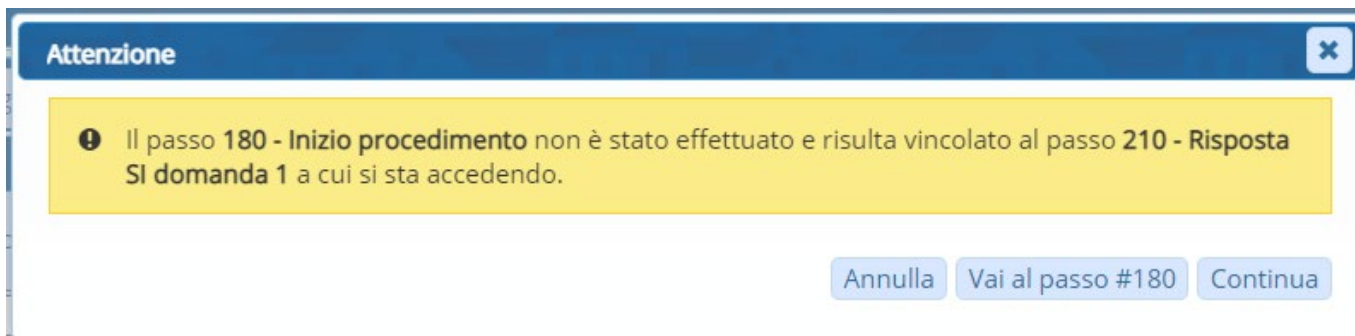 Attenzione
Il passo 180 - Inizio procedimento non è stato effettuato e risulta vincolato al passo 210 - Risposta
SI domanda 1 a cui si sta accedendo.
Annulla Vai al passo #180 Continua